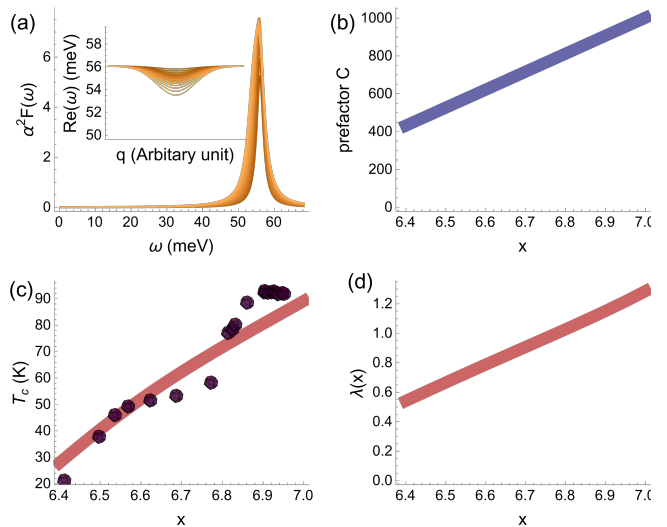 (a)
α²F(ω)
6
4
2
0
0 10 20 30 40 50 60
ω (meV)
Re(ω) (meV)
58
57
56
55
54
53
52
51
50
q (Arbitary unit)
(b)
prefactor C
1000
800
600
400
200
0
6.4 6.5 6.6 6.7 6.8 6.9 7.0
x
(c)
T_c (K)
90
80
70
60
50
40
30
20
6.4 6.5 6.6 6.7 6.8 6.9 7.0
x
(d)
λ(x)
1.2
1.0
0.8
0.6
0.4
0.2
0.0
6.4 6.5 6.6 6.7 6.8 6.9 7.0
x